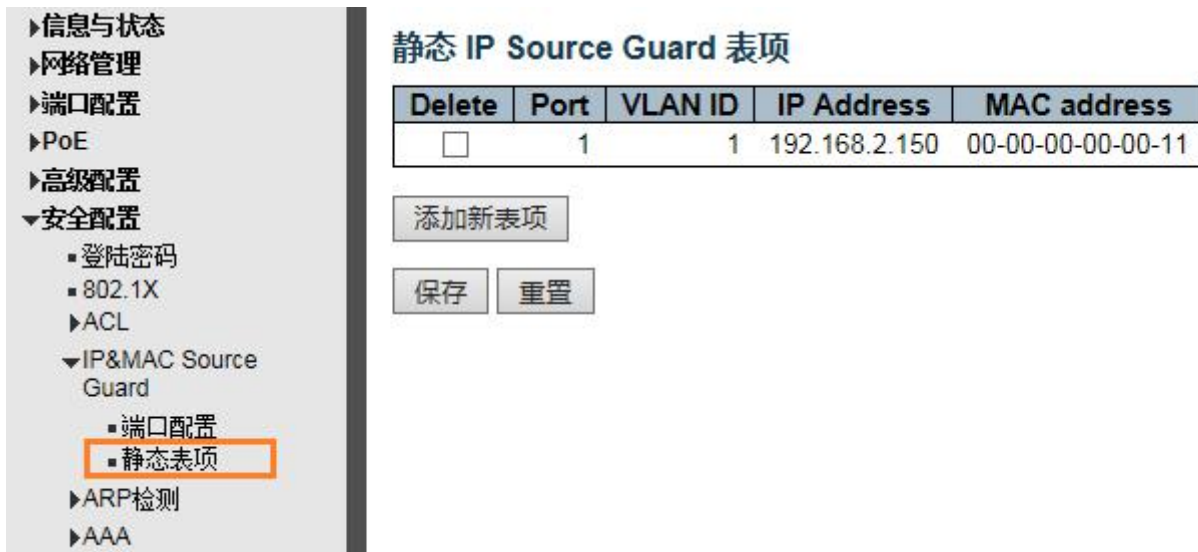 信息与状态
网络管理
端口配置
PoE
高级配置
安全配置
登陆密码
802.1X
ACL
IP&MAC Source
Guard
端口配置
静态表项
ARP检测
AAA
静态 IP Source Guard 表项
Delete Port VLAN ID IP Address MAC address
1 1 192.168.2.150 00-00-00-00-00-11
添加新表项
保存 重置